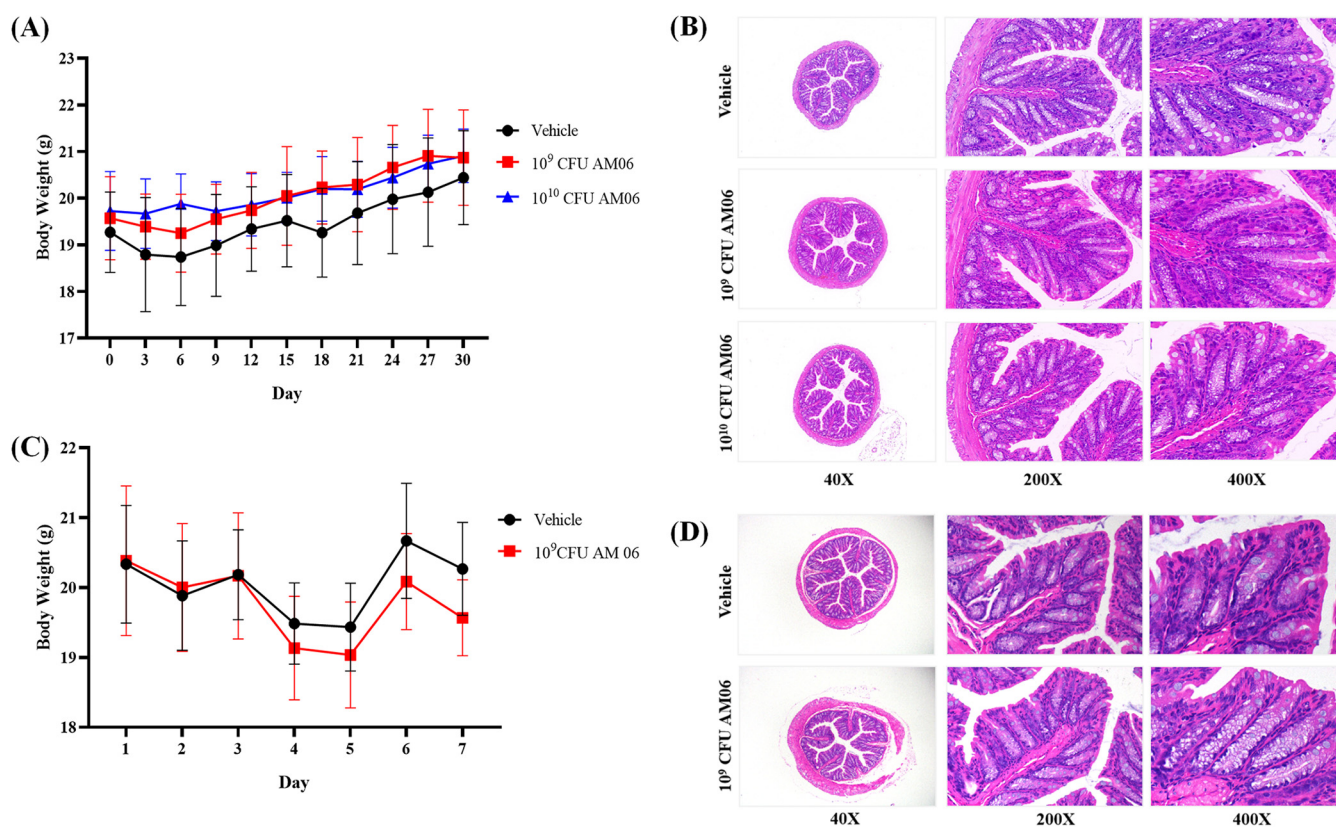 (A)
23
22
21
20
19
18
17
Body Weight (g)
0 3 6 9 12 15 18 21 24 27 30
Day
Vehicle
10⁹ CFU AM06
10¹⁰ CFU AM06
(B)
Vehicle
10⁹ CFU AM06
10¹⁰ CFU AM06
40X 200X 400X
(C)
22
21
20
19
18
Body Weight (g)
1 2 3 4 5 6 7
Day
Vehicle
10⁹CFU AM 06
(D)
Vehicle
10⁹ CFU AM06
40X 200X 400X